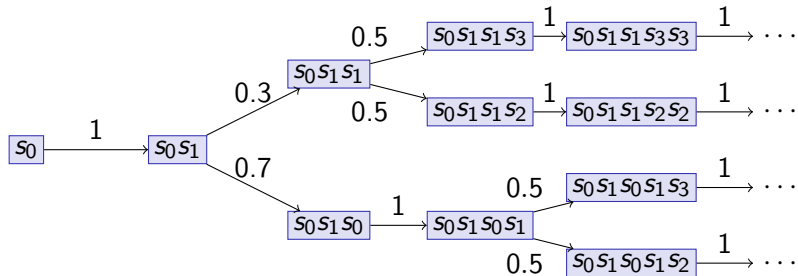 0.5 s₀s₁s₁s₃ 1 s₀s₁s₁s₃s₃ 1 ···
s₀s₁s₁
0.3 0.5 s₀s₁s₁s₂ 1 s₀s₁s₁s₂s₂ 1 ···
s₀ 1 s₀s₁
0.7 0.5 s₀s₁s₀s₁s₃ 1 ···
s₀s₁s₀ 1 s₀s₁s₀s₁
0.5 s₀s₁s₀s₁s₂ 1 ···